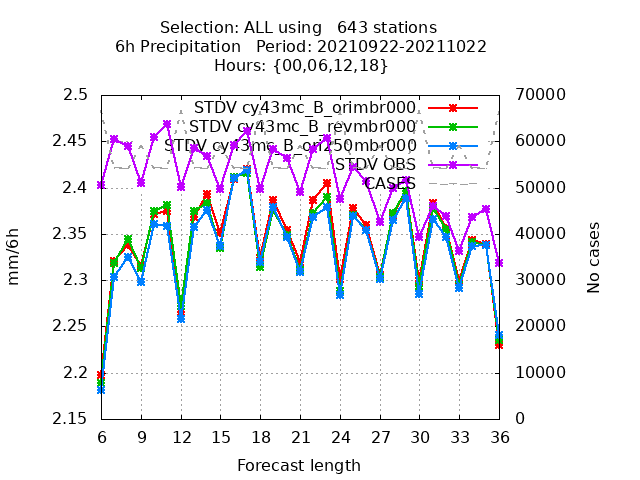 Selection: ALL using   643 stations
6h Precipitation   Period: 20210922-20211022
Hours: {00,06,12,18}
STDV cy43mc_B_orimbr000
STDV cy43mc_B_revmbr000
STDV cy43mc_B_ori250mbr000
STDV OBS
CASES
2.5
2.45
2.4
2.35
2.3
2.25
2.2
2.15
mm/6h
70000
60000
50000
40000
30000
20000
10000
0
No cases
6 9 12 15 18 21 24 27 30 33 36
Forecast length